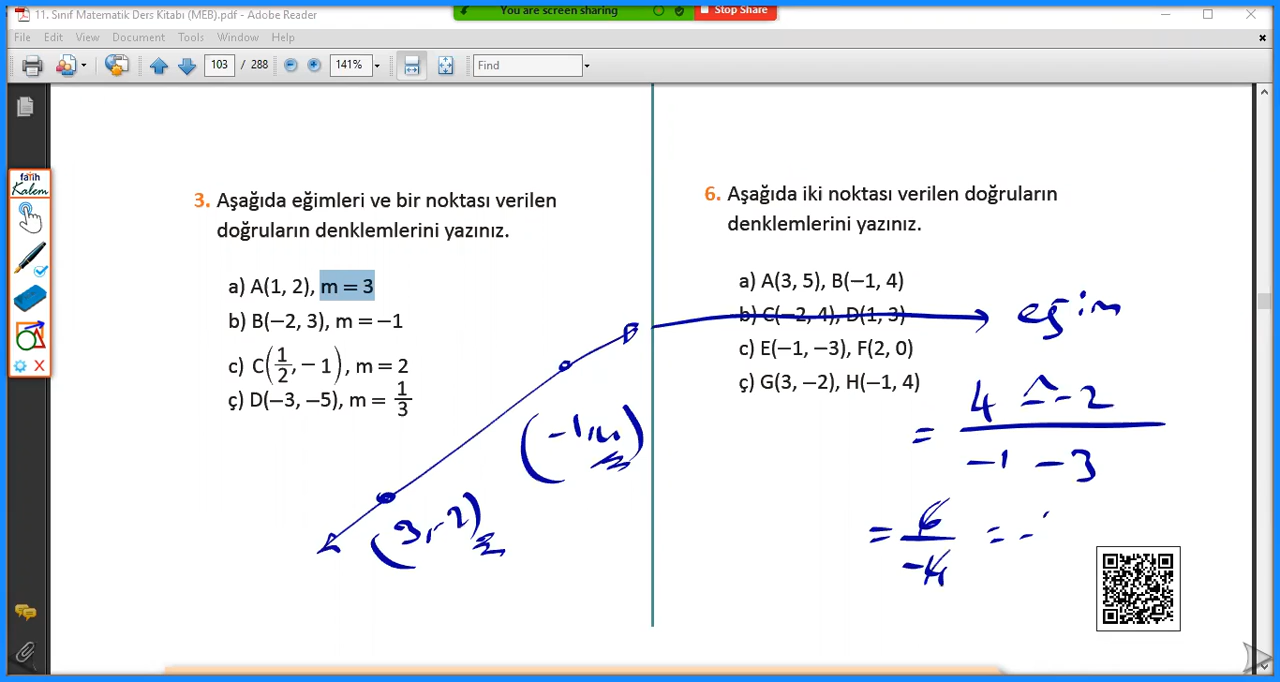 11. Sınıf Matematik Ders Kitabı (MEB).pdf - Adobe Reader
You are screen sharing
Stop Share
File Edit View Document Tools Window Help
103 / 288 141% Find
fatih
Kalem
3. Aşağıda eğimleri ve bir noktası verilen
doğruların denklemlerini yazınız.
a) A(1, 2), m = 3
b) B(−2, 3), m = −1
c) C(1/2, − 1), m = 2
ç) D(−3, −5), m = 1/3
(3, -2)
6. Aşağıda iki noktası verilen doğruların
denklemlerini yazınız.
a) A(3, 5), B(−1, 4)
b) C(−2, 4), D(1, 3)
c) E(−1, −3), F(2, 0)
ç) G(3, −2), H(−1, 4)
eğim
= 4 - -2
-1 -3
= 6/-4 = -